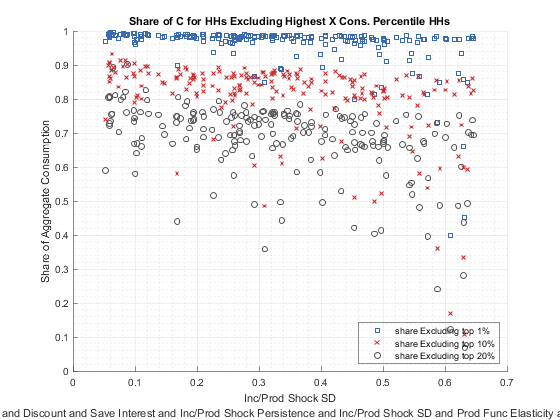 Share of C for HHs Excluding Highest X Cons. Percentile HHs
Share of Aggregate Consumption
1
0.9
0.8
0.7
0.6
0.5
0.4
0.3
0.2
0.1
0
0 0.1 0.2 0.3 0.4 0.5 0.6 0.7
share Excluding top 1%
share Excluding top 10%
share Excluding top 20%
Inc/Prod Shock SD
and Discount and Save Interest and Inc/Prod Shock Persistence and Inc/Prod Shock SD and Prod Func Elasticity